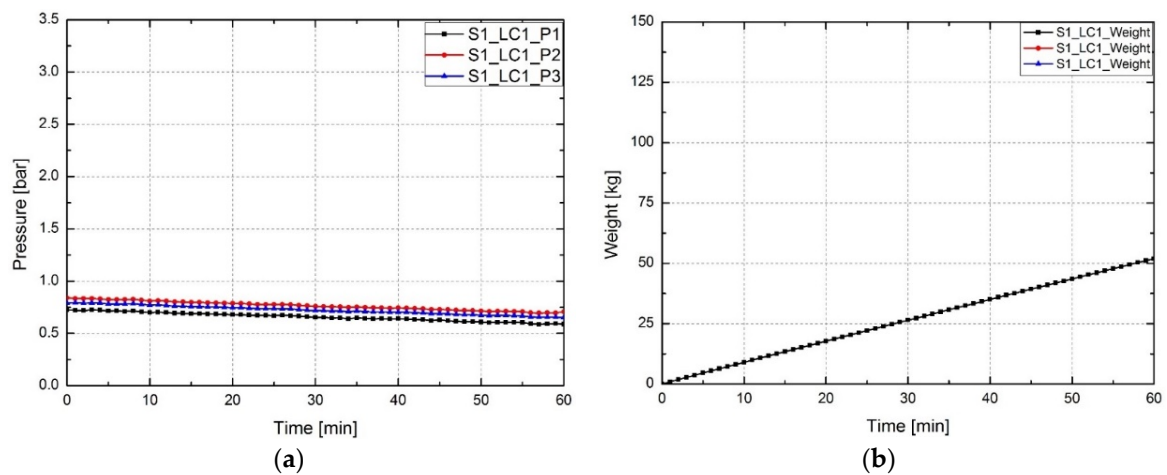 3.5
3.0
2.5
2.0
1.5
1.0
0.5
0.0
Pressure [bar]
S1_LC1_P1
S1_LC1_P2
S1_LC1_P3
0 10 20 30 40 50 60
Time [min]
(a)
150
125
100
75
50
25
0
Weight [kg]
S1_LC1_Weight
S1_LC1_Weight
S1_LC1_Weight
0 10 20 30 40 50 60
Time [min]
(b)